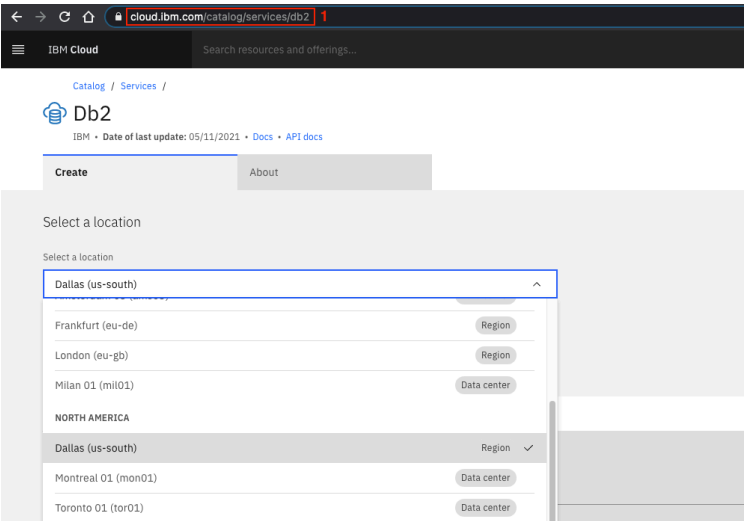 cloud.ibm.com/catalog/services/db2 1
IBM Cloud Search resources and offerings...
Catalog / Services /
Db2
IBM • Date of last update: 05/11/2021 • Docs • API docs
Create About
Select a location
Select a location
Dallas (us-south)
Frankfurt (eu-de) Region
London (eu-gb) Region
Milan 01 (mil01) Data center
NORTH AMERICA
Dallas (us-south) Region
Montreal 01 (mon01) Data center
Toronto 01 (tor01) Data center